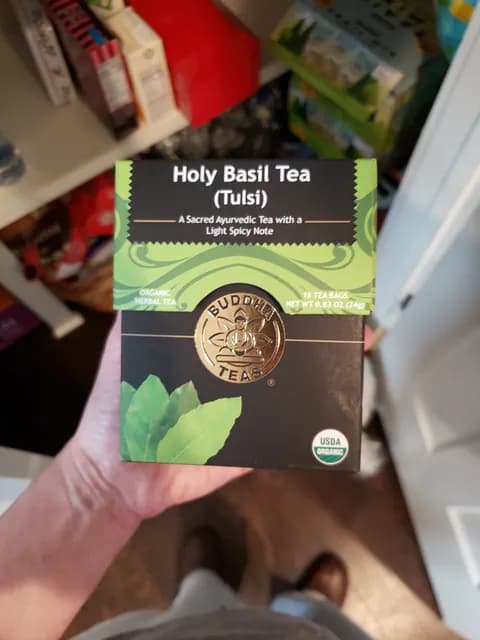 Holy Basil Tea
(Tulsi)
A Sacred Ayurvedic Tea with a
Light Spicy Note
ORGANIC
HERBAL TEA
18 TEA BAGS
NET WT 0.83 OZ (24g)
BUDDHA
TEAS
®
USDA
ORGANIC